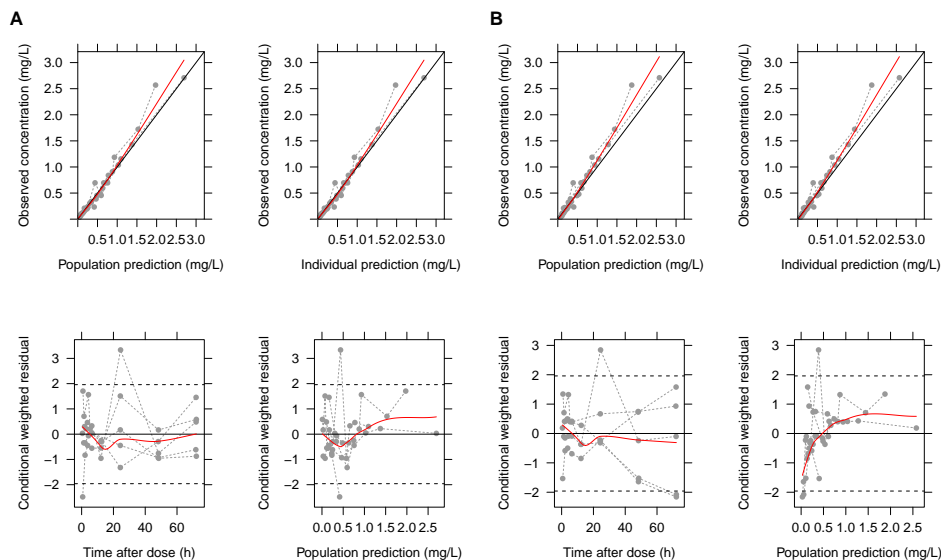 A
B
Observed concentration (mg/L)
3.0
2.5
2.0
1.5
1.0
0.5
0.51.01.52.02.53.0
Population prediction (mg/L)
Observed concentration (mg/L)
3.0
2.5
2.0
1.5
1.0
0.5
0.51.01.52.02.53.0
Individual prediction (mg/L)
Observed concentration (mg/L)
3.0
2.5
2.0
1.5
1.0
0.5
0.51.01.52.02.53.0
Population prediction (mg/L)
Observed concentration (mg/L)
3.0
2.5
2.0
1.5
1.0
0.5
0.51.01.52.02.53.0
Individual prediction (mg/L)
Conditional weighted residual
3
2
1
0
−1
−2
0 20 40 60
Time after dose (h)
Conditional weighted residual
3
2
1
0
−1
−2
0.0 0.5 1.0 1.5 2.0 2.5
Population prediction (mg/L)
Conditional weighted residual
3
2
1
0
−1
−2
0 20 40 60
Time after dose (h)
Conditional weighted residual
3
2
1
0
−1
−2
0.0 0.5 1.0 1.5 2.0 2.5
Population prediction (mg/L)